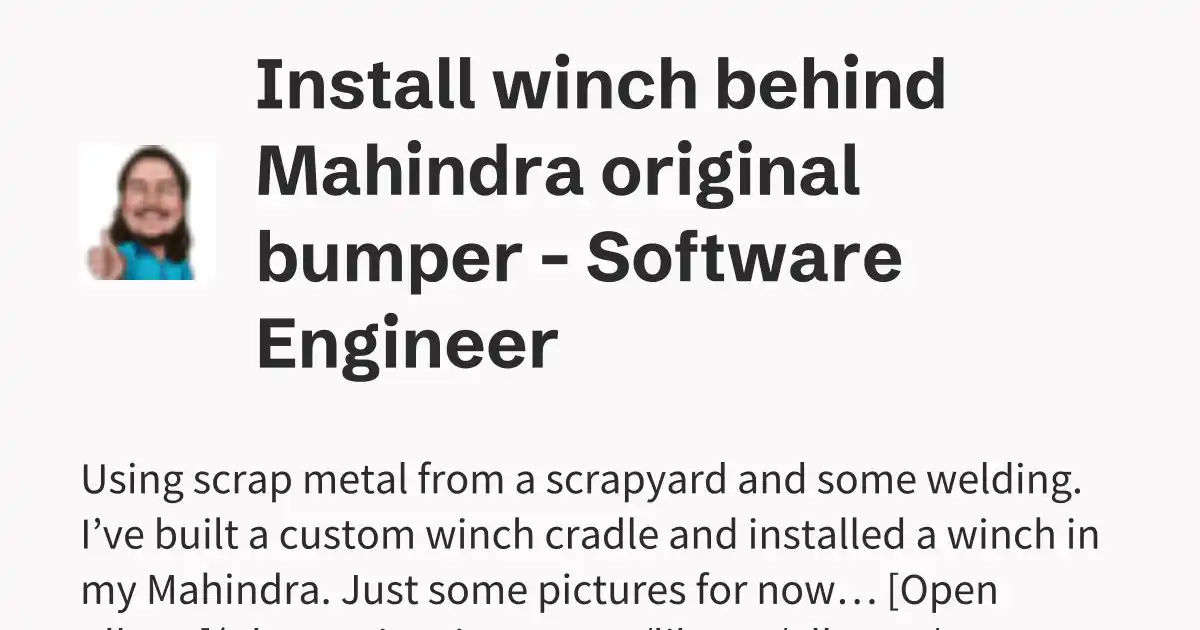 Install winch behind
Mahindra original
bumper - Software
Engineer
Using scrap metal from a scrapyard and some welding.
I’ve built a custom winch cradle and installed a winch in
my Mahindra. Just some pictures for now… [Open